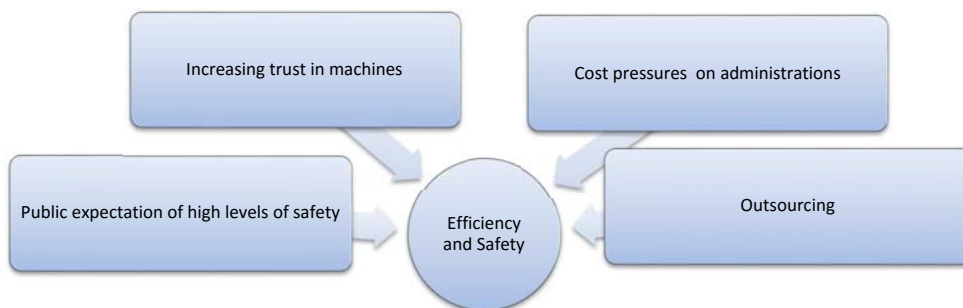 Increasing trust in machines
Cost pressures on administrations
Public expectation of high levels of safety
Efficiency
and Safety
Outsourcing